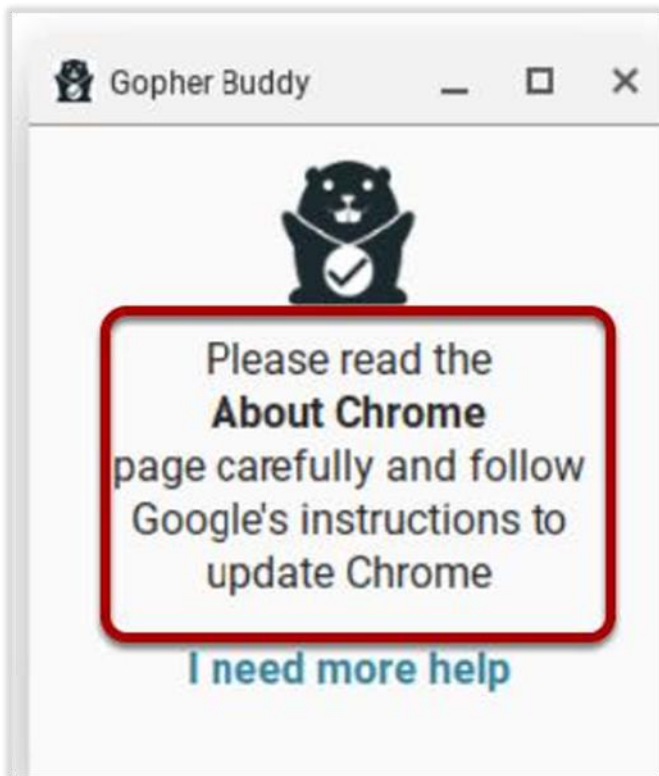 Gopher Buddy
Please read the
About Chrome
page carefully and follow
Google's instructions to
update Chrome
I need more help